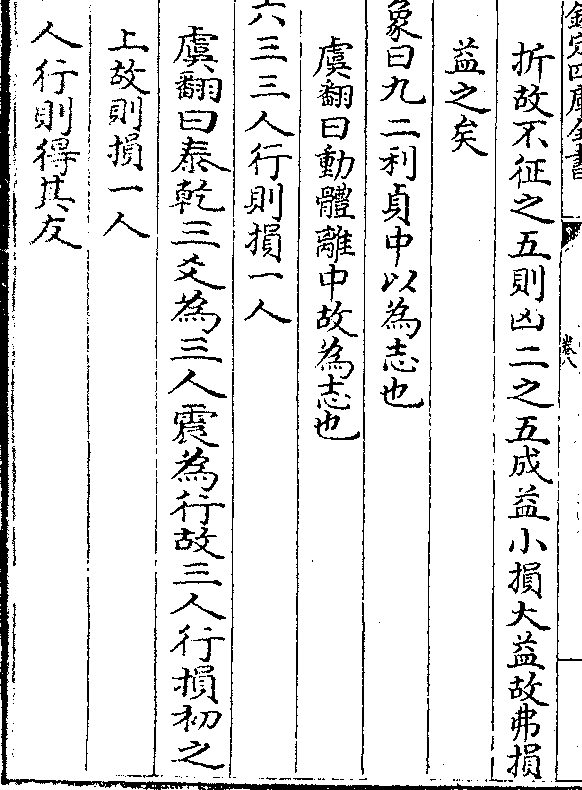 欽定四庫全書
卷八
折故不征之五則凶二之五成益小損大益故弗損
益之矣
象曰九二利貞中以為志也
虞翻曰動體離中故為志也
六三三人行則損一人
虞翻曰泰乾三爻為三人震為行故三人行損初之
上故則損一人
人行則得其友